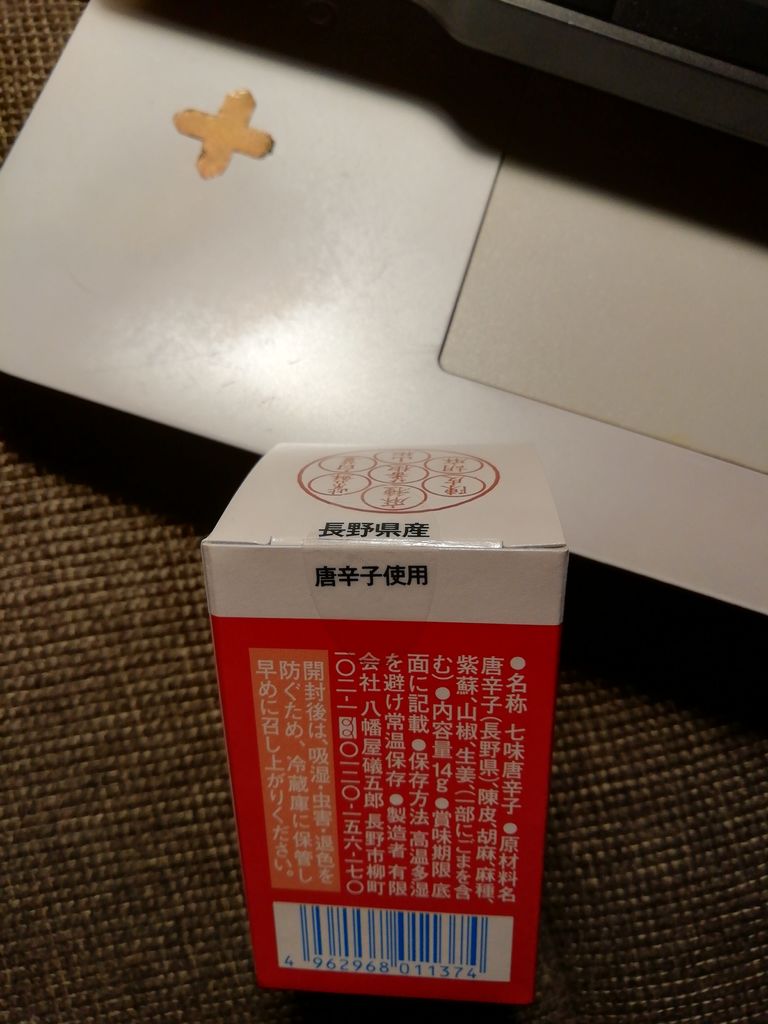 長野県産
唐辛子使用
●名称 七味唐辛子 ●原材料名
唐辛子(長野県)、陳皮、胡麻、麻種、
紫蘇、山椒、生姜、(一部にごまを含
む) ●内容量 14g ●賞味期限 底
面に記載 ●保存方法 高温多湿
を避け常温保存 ●製造者 有限
会社 八幡屋礒五郎 長野市柳町
一〇二-一 〇一二〇-一五六-一七〇
開封後は、吸湿・虫害・退色を
防ぐため、冷蔵庫に保管し
早めに召し上がりください。
4 962968 011374